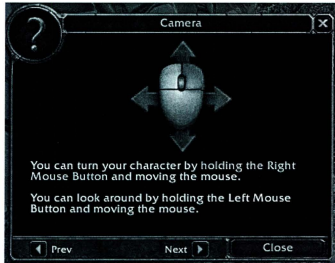 ?
Camera
X
You can turn your character by holding the Right
Mouse Button and moving the mouse.
You can look around by holding the Left Mouse
Button and moving the mouse.
Prev
Next
Close